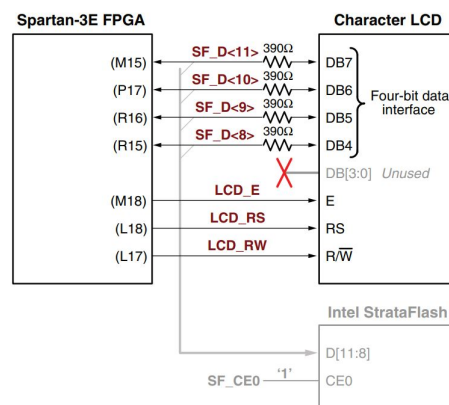 Spartan-3E FPGA
Character LCD
(M15) SF_D<11> 390Ω DB7
(P17) SF_D<10> 390Ω DB6
(R16) SF_D<9> 390Ω DB5
(R15) SF_D<8> 390Ω DB4
Four-bit data
interface
DB[3:0] Unused
(M18) LCD_E E
(L18) LCD_RS RS
(L17) LCD_RW R/W̅
Intel StrataFlash
D[11:8]
SF_CE0 '1' CE0